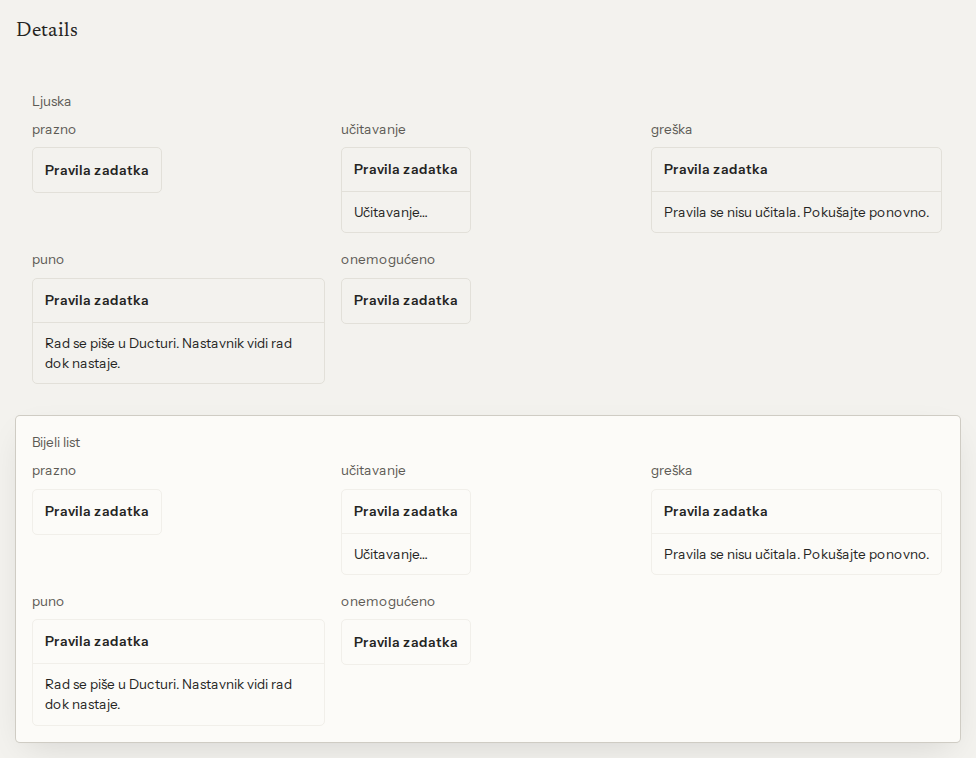 Details
Ljuska
prazno
učitavanje
greška
Pravila zadatka
Pravila zadatka
Pravila zadatka
Učitavanje…
Pravila se nisu učitala. Pokušajte ponovno.
puno
onemogućeno
Pravila zadatka
Pravila zadatka
Rad se piše u Ducturi. Nastavnik vidi rad
dok nastaje.
Bijeli list
prazno
učitavanje
greška
Pravila zadatka
Pravila zadatka
Pravila zadatka
Učitavanje…
Pravila se nisu učitala. Pokušajte ponovno.
puno
onemogućeno
Pravila zadatka
Pravila zadatka
Rad se piše u Ducturi. Nastavnik vidi rad
dok nastaje.